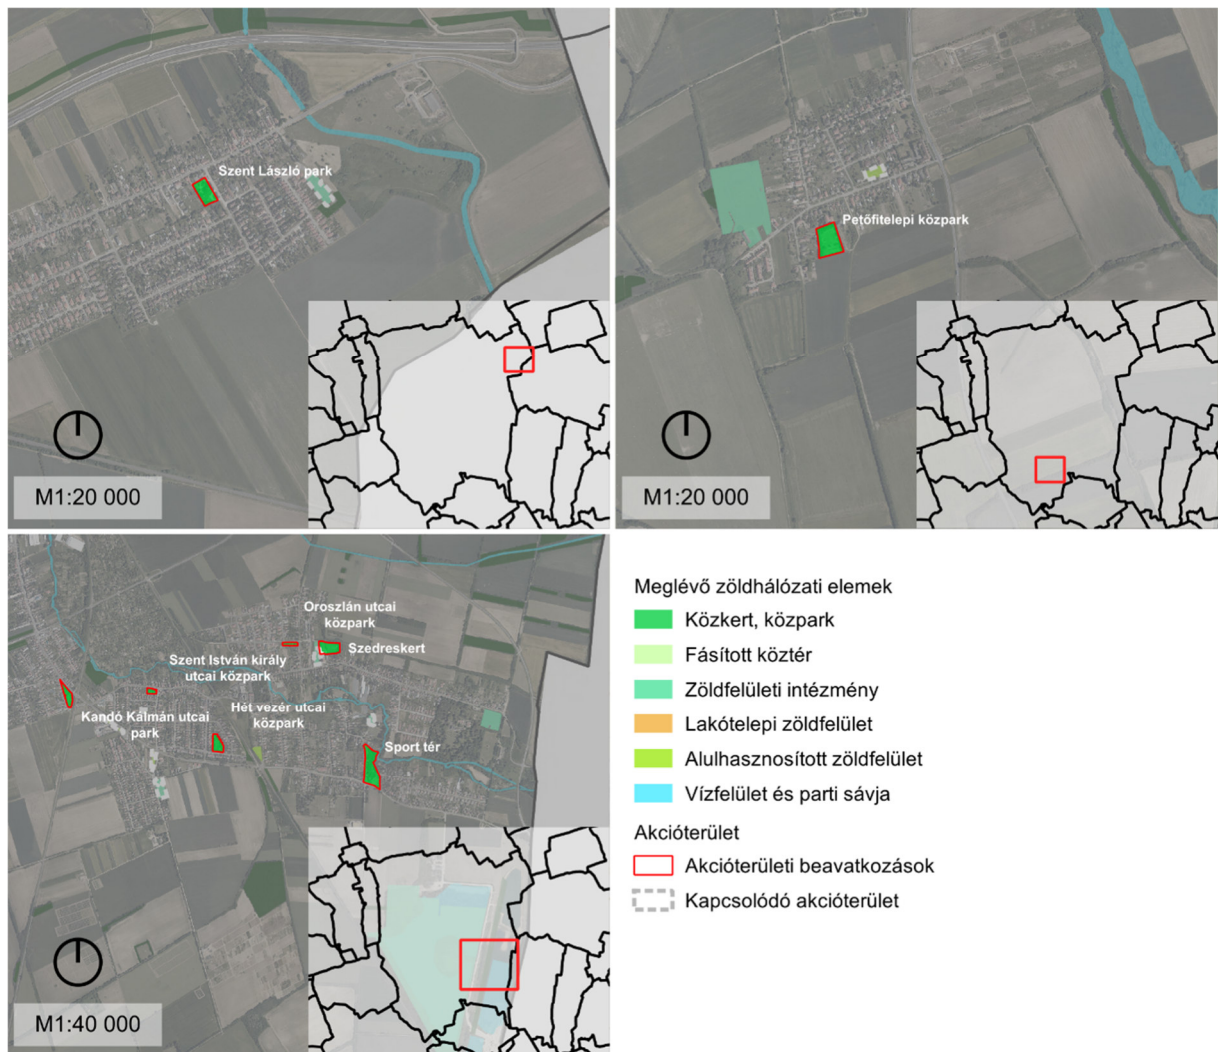 Szent László park
M1:20 000
Petőfitelepi közpark
M1:20 000
Oroszlán utcai
közpark
Szedreskert
Szent István király
utcai közpark
Hét vezér utcai
közpark
Kandó Kálmán utcai
park
Sport tér
M1:40 000
Meglévő zöldhálózati elemek
Közkert, közpark
Fásított köztér
Zöldfelületi intézmény
Lakótelepi zöldfelület
Alulhasznosított zöldfelület
Vízfelület és parti sávja
Akcióterület
Akcióterületi beavatkozások
Kapcsolódó akcióterület